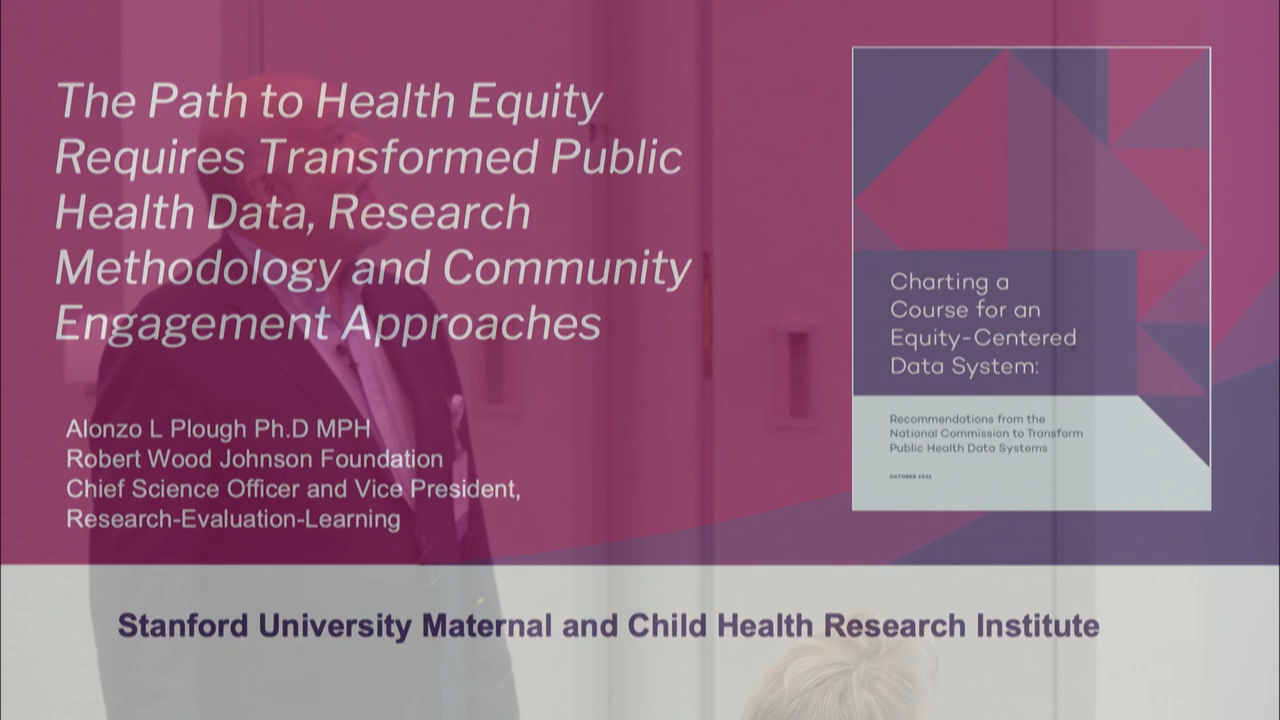 The Path to Health Equity
Requires Transformed Public
Health Data, Research
Methodology and Community
Engagement Approaches
Alonzo L Plough Ph.D MPH
Robert Wood Johnson Foundation
Chief Science Officer and Vice President,
Research-Evaluation-Learning
Charting a
Course for an
Equity-Centered
Data System:
Recommendations from the
National Commission to Transform
Public Health Data Systems
OCTOBER 2021
Stanford University Maternal and Child Health Research Institute